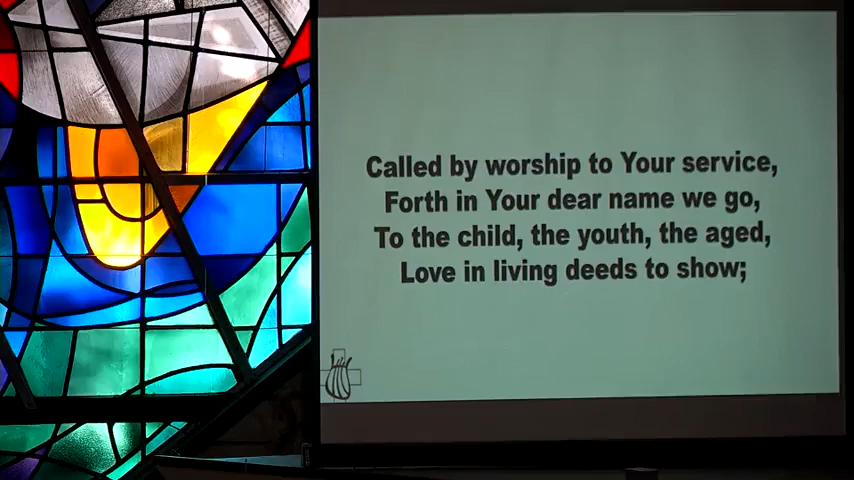 Called by worship to Your service,
Forth in Your dear name we go,
To the child, the youth, the aged,
Love in living deeds to show;